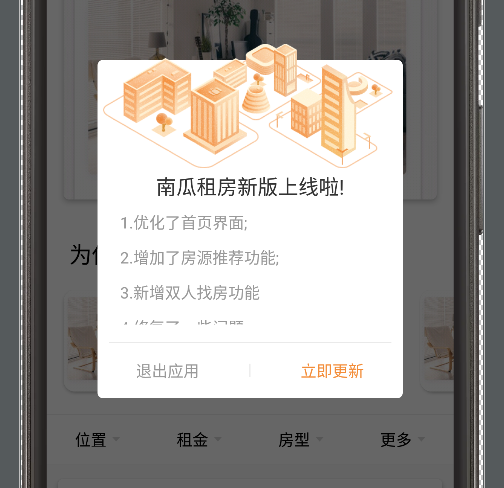 南瓜租房新版上线啦!
1.优化了首页界面;
2.增加了房源推荐功能;
为
3.新增双人找房功能
退出应用
立即更新
位置
租金
房型
更多